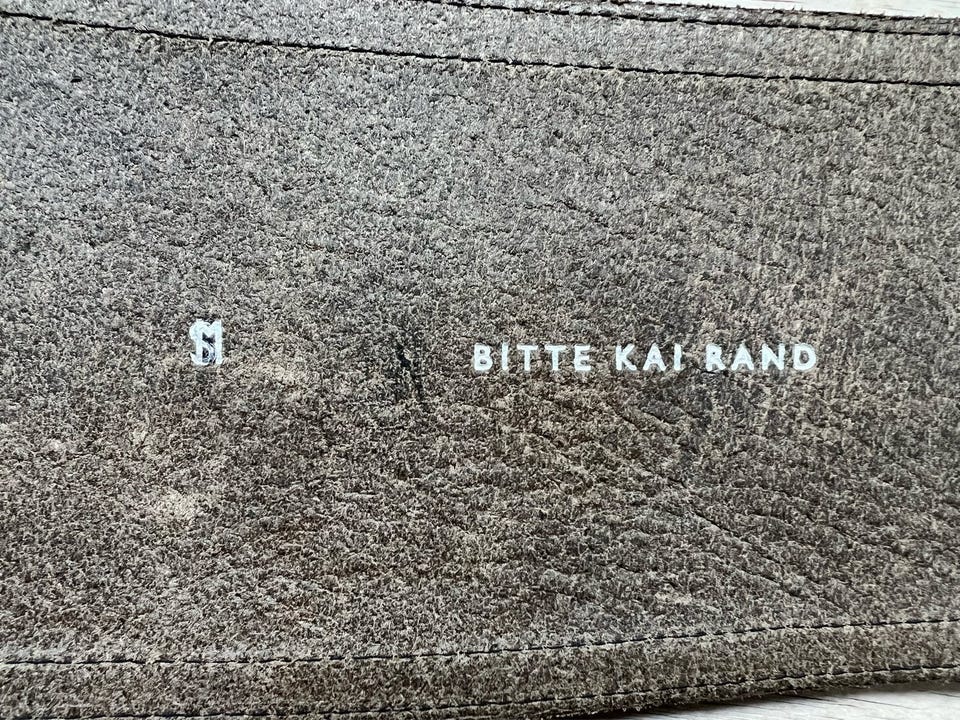 S/M
BITTE KAI RAND